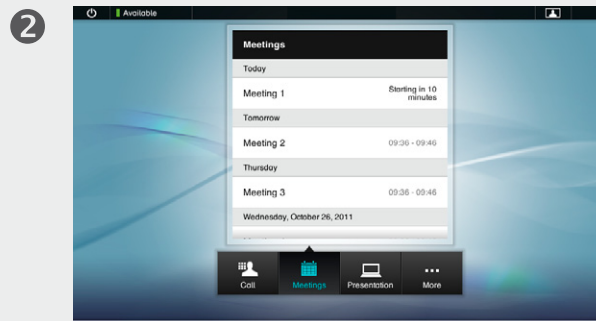 2
Available
Meetings
Today
Meeting 1 Starting in 10
minutes
Tomorrow
Meeting 2 09:36 - 09:46
Thursday
Meeting 3 09:36 - 09:46
Wednesday, October 26, 2011
Call Meetings Presentation More